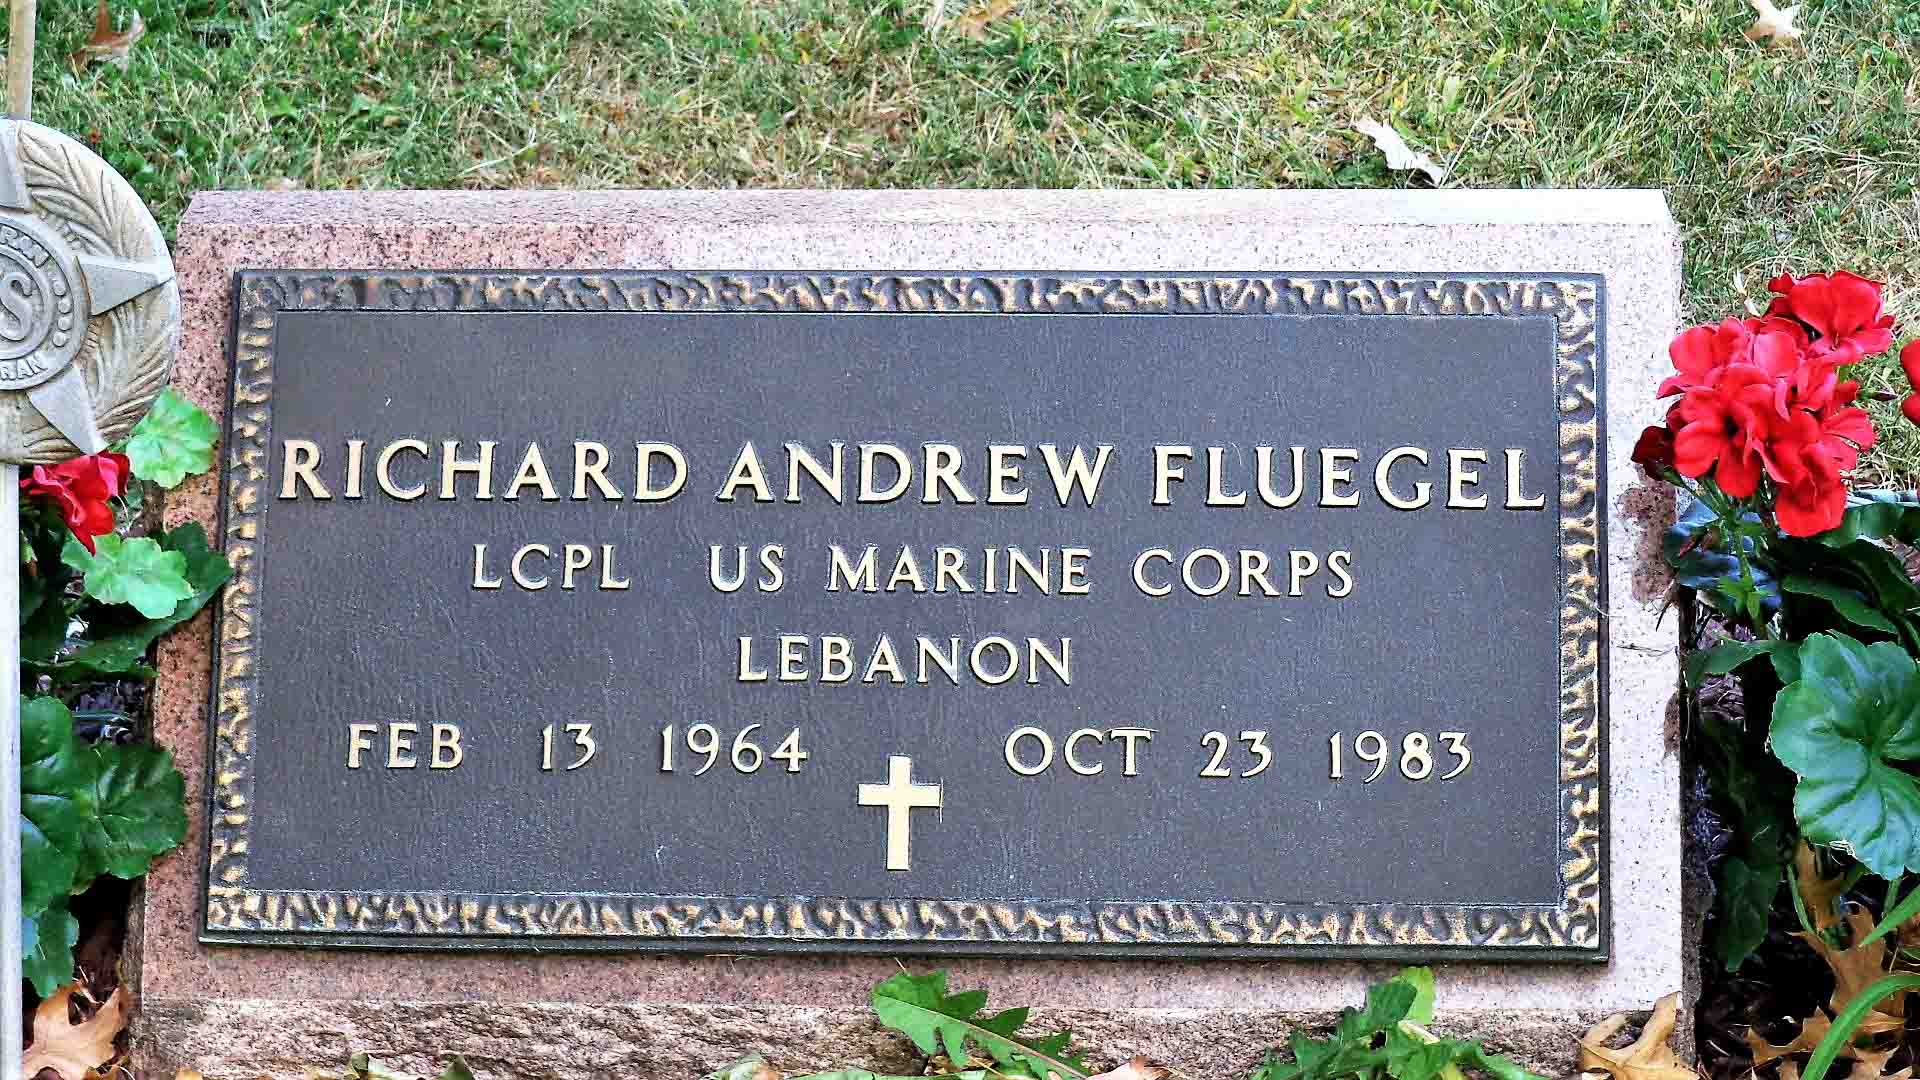 RICHARD ANDREW FLUEGEL
LCPL US MARINE CORPS
LEBANON
FEB 13 1964 OCT 23 1983